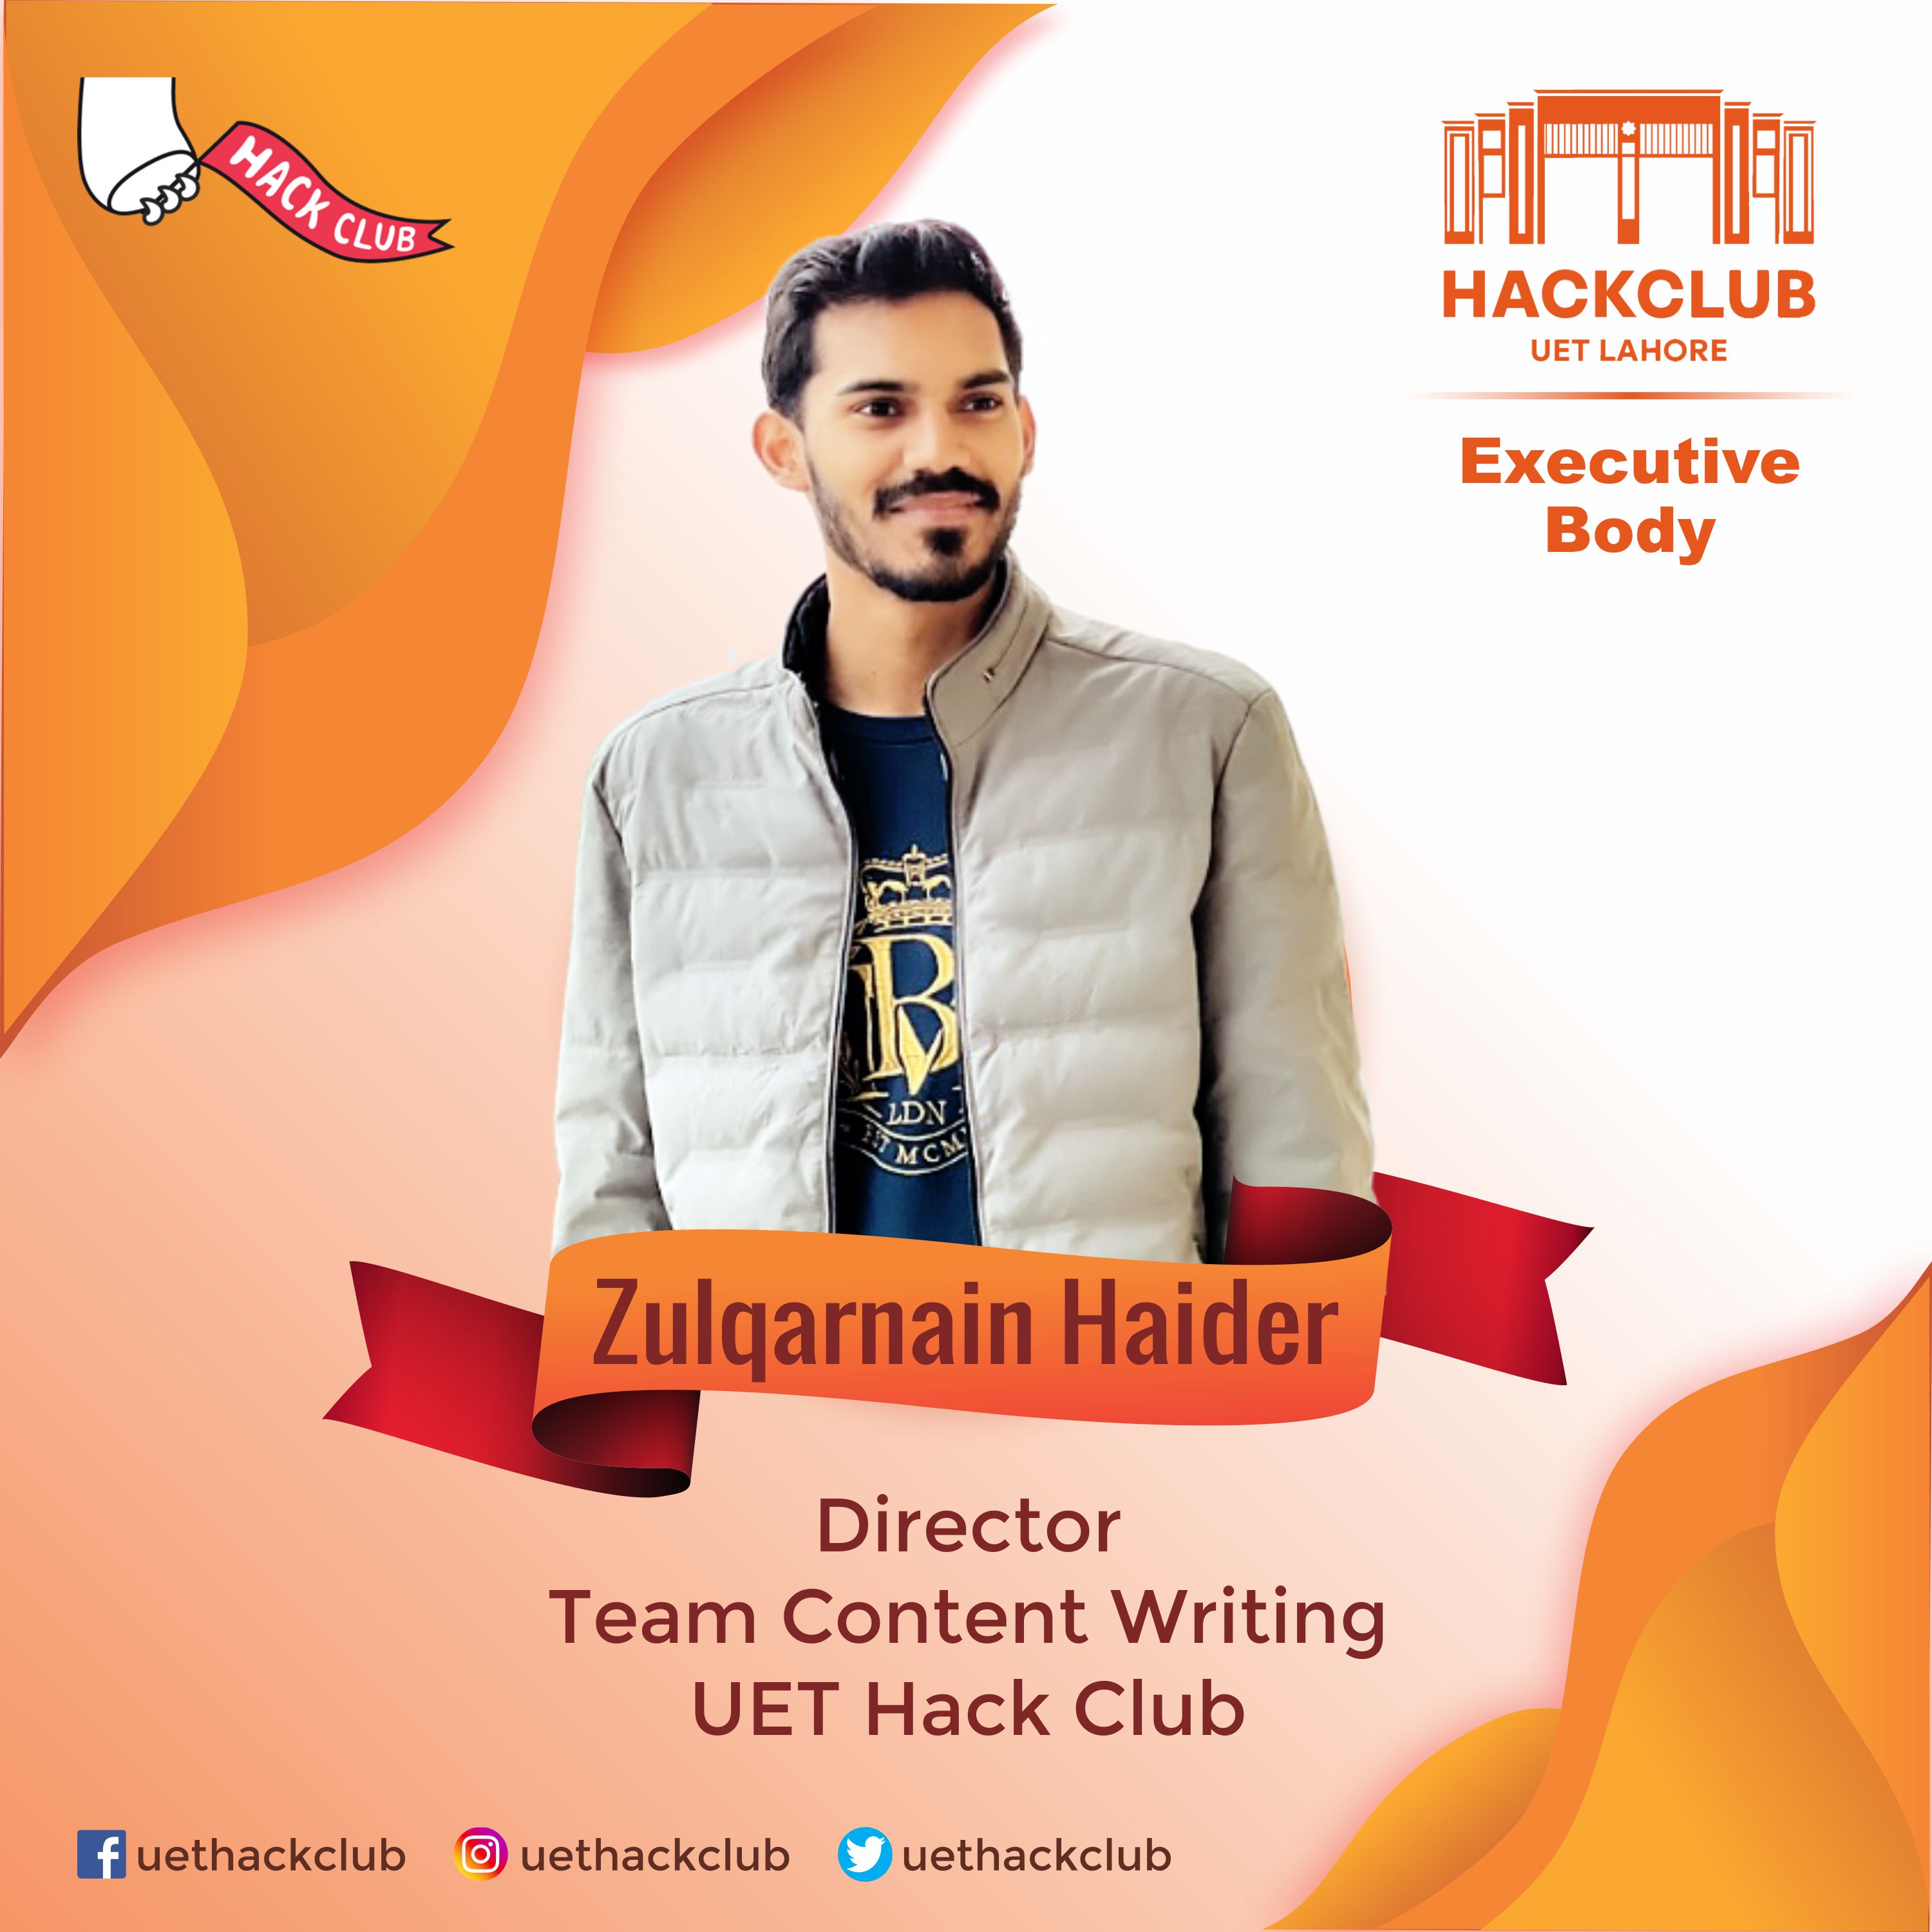 HACK CLUB
HACKCLUB
UET LAHORE
Executive
Body
B
LDN
MCM
Zulqarnain Haider
Director
Team Content Writing
UET Hack Club
uethackclub
uethackclub
uethackclub